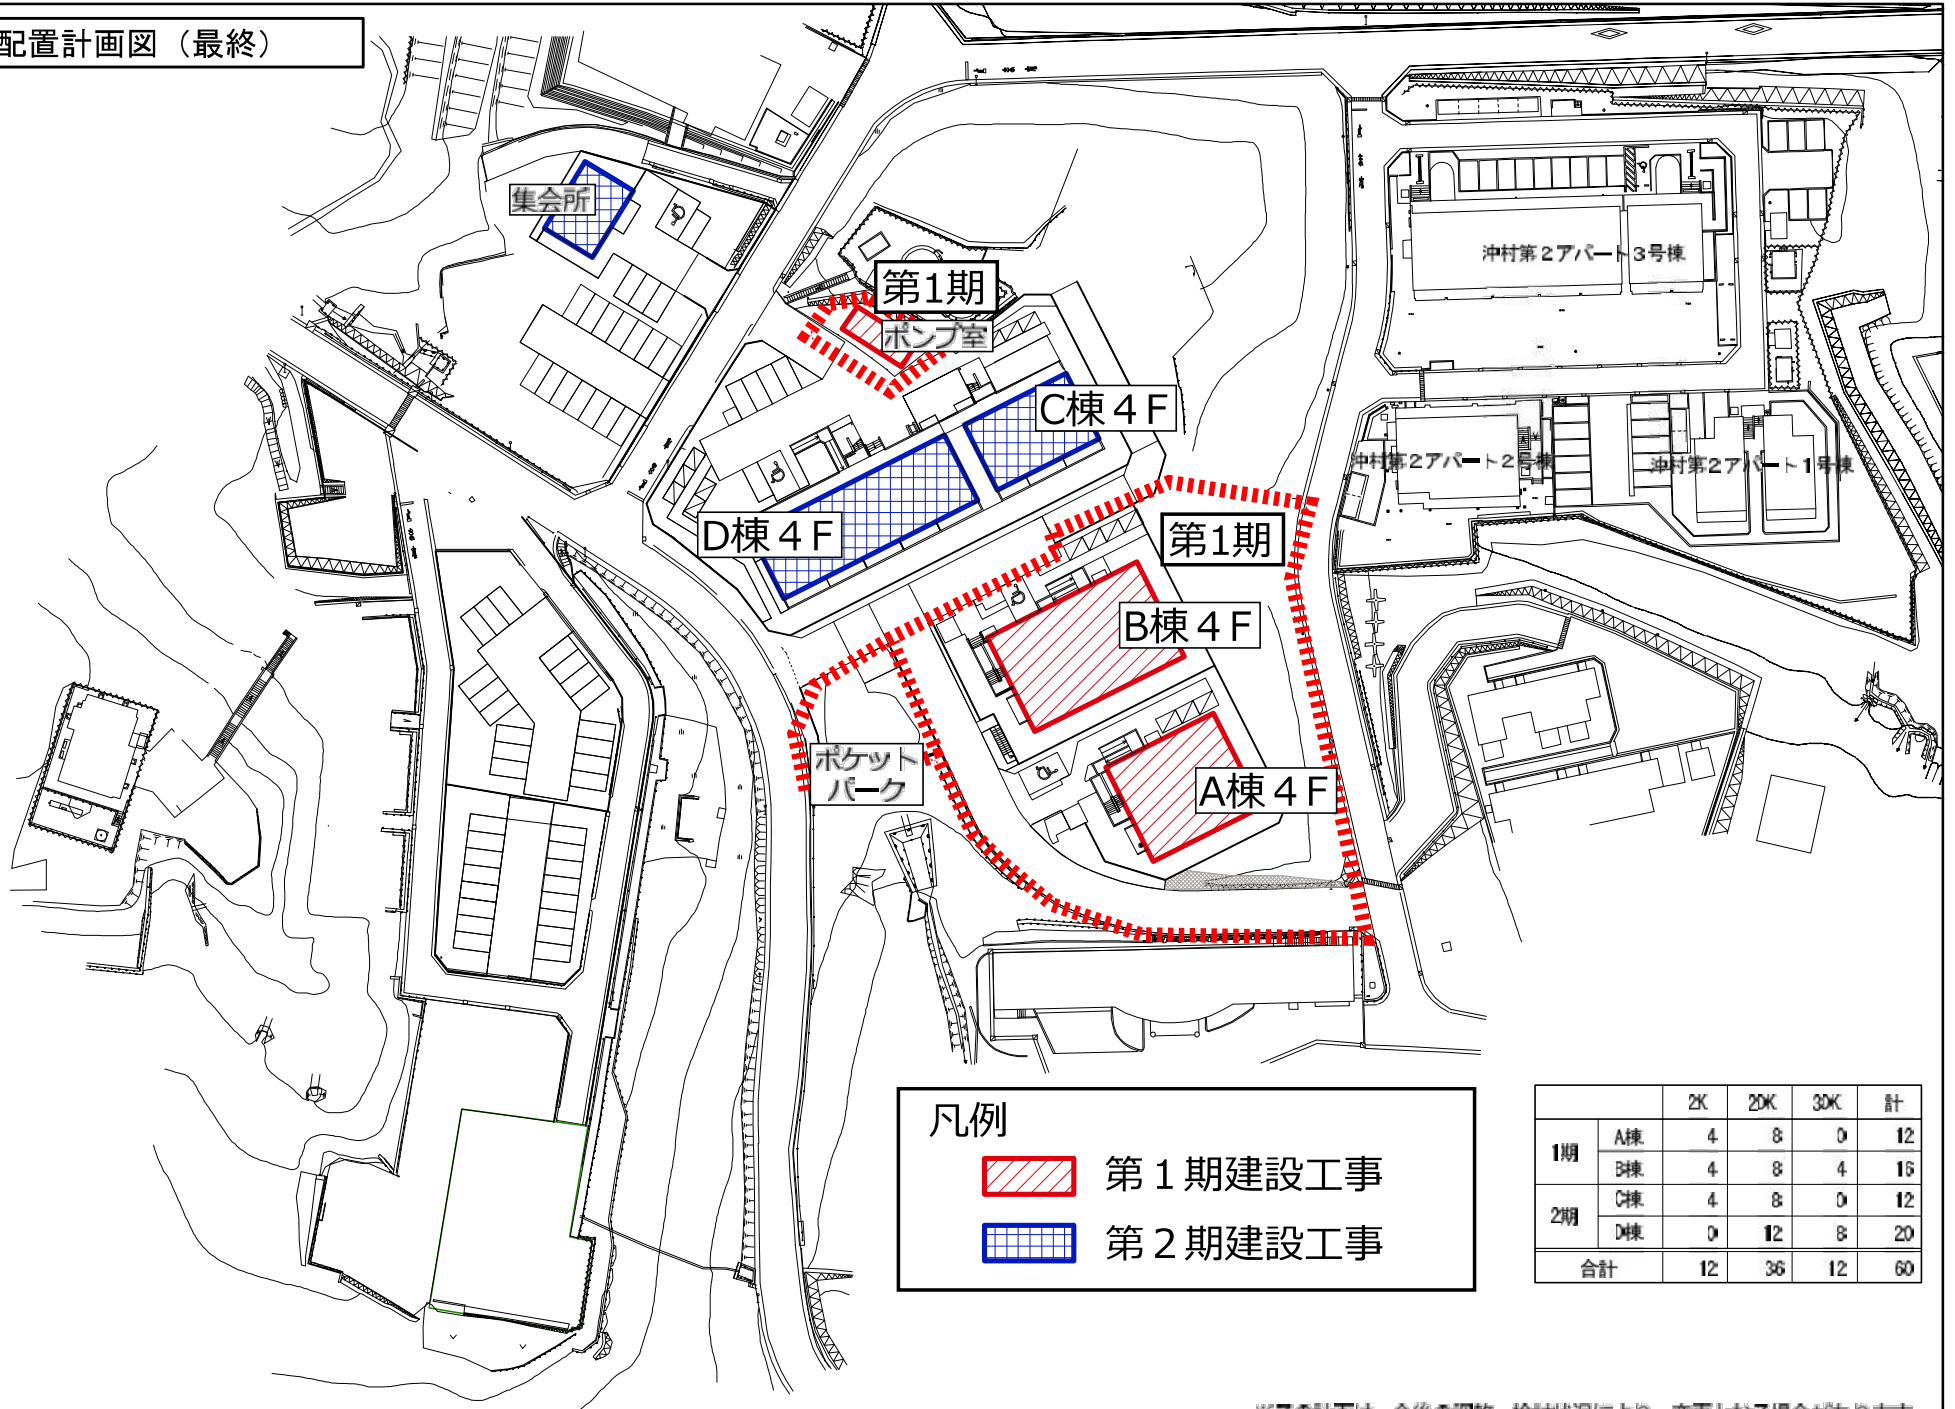 配置計画図（最終）
集会所
第1期
ポンプ室
沖村第2アパート3号棟
C棟4F
沖村第2アパート2号棟
沖村第2アパート1号棟
D棟4F
第1期
B棟4F
ポケット
パーク
A棟4F
凡例
第1期建設工事
第2期建設工事
2K 2DK 3DK 計
1期 A棟 4 8 0 12
B棟 4 8 4 16
2期 C棟 4 8 0 12
D棟 0 12 8 20
合計 12 36 12 60